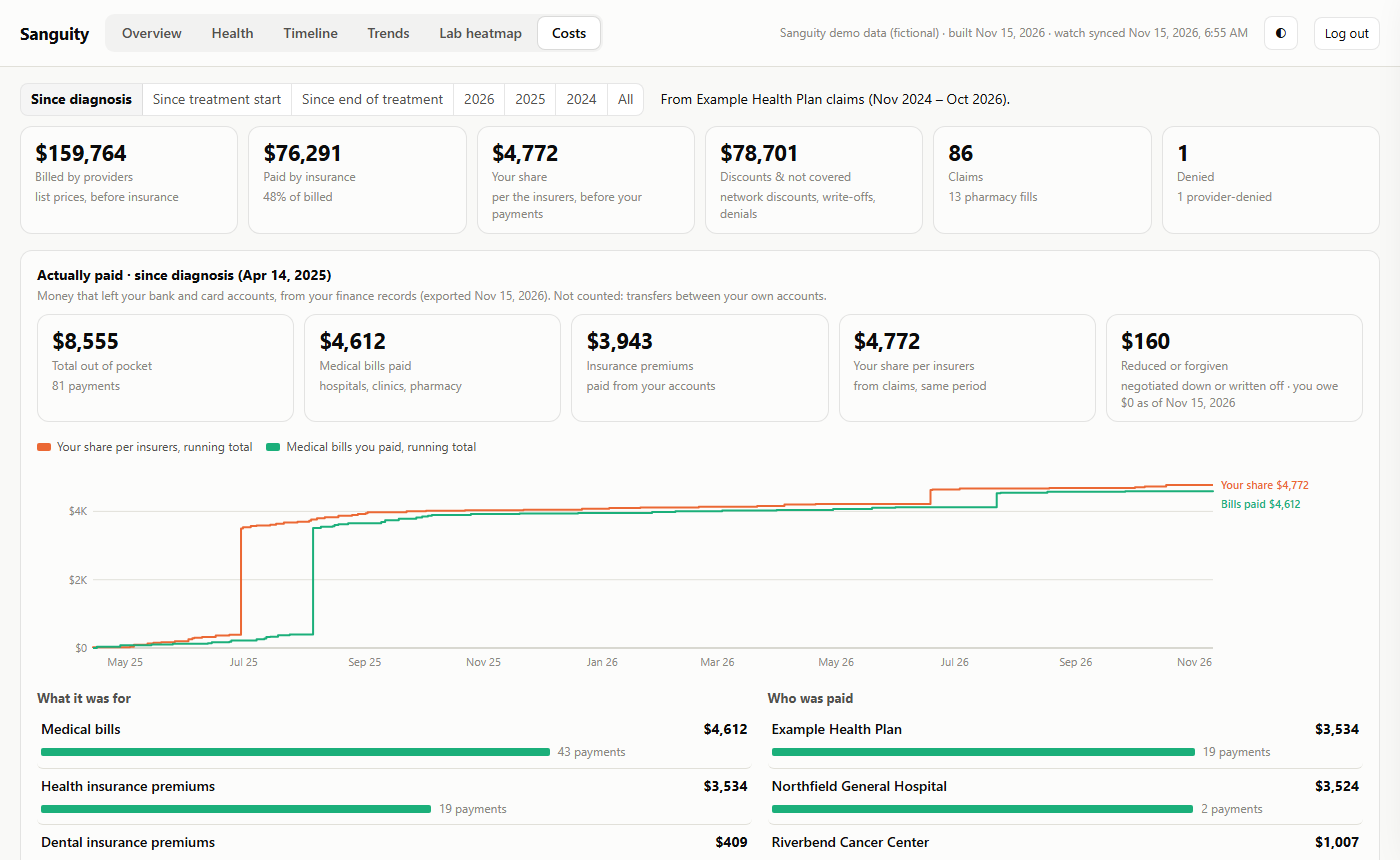 Sanguity
Overview
Health
Timeline
Trends
Lab heatmap
Costs
Sanguity demo data (fictional) · built Nov 15, 2026 · watch synced Nov 15, 2026, 6:55 AM
Log out
Since diagnosis
Since treatment start
Since end of treatment
2026
2025
2024
All
From Example Health Plan claims (Nov 2024 – Oct 2026).
$159,764
Billed by providers
list prices, before insurance
$76,291
Paid by insurance
48% of billed
$4,772
Your share
per the insurers, before your
payments
$78,701
Discounts & not covered
network discounts, write-offs,
denials
86
Claims
13 pharmacy fills
1
Denied
1 provider-denied
Actually paid · since diagnosis (Apr 14, 2025)
Money that left your bank and card accounts, from your finance records (exported Nov 15, 2026). Not counted: transfers between your own accounts.
$8,555
Total out of pocket
81 payments
$4,612
Medical bills paid
hospitals, clinics, pharmacy
$3,943
Insurance premiums
paid from your accounts
$4,772
Your share per insurers
from claims, same period
$160
Reduced or forgiven
negotiated down or written off · you owe
$0 as of Nov 15, 2026
Your share per insurers, running total
Medical bills you paid, running total
$4K
$2K
$0
Your share $4,772
Bills paid $4,612
May 25
Jul 25
Sep 25
Nov 25
Jan 26
Mar 26
May 26
Jul 26
Sep 26
Nov 26
What it was for
Medical bills
$4,612
43 payments
Health insurance premiums
$3,534
19 payments
Dental insurance premiums
$409
Who was paid
Example Health Plan
$3,534
19 payments
Northfield General Hospital
$3,524
2 payments
Riverbend Cancer Center
$1,007